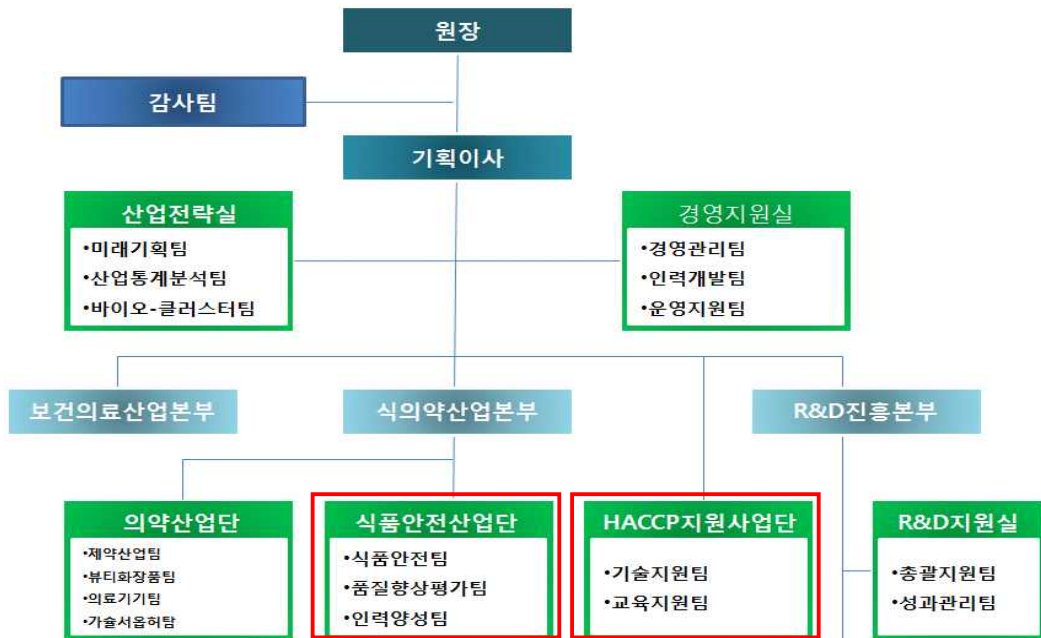 원장
감사팀
기획이사
산업전략실
•미래기획팀
•산업통계분석팀
•바이오-클러스터팀
경영지원실
•경영관리팀
•인력개발팀
•운영지원팀
보건의료산업본부
식의약산업본부
R&D진흥본부
의약산업단
•제약산업팀
•뷰티화장품팀
•의료기기팀
•가술서옵허탐
식품안전산업단
•식품안전팀
•품질향상평가팀
•인력양성팀
HACCP지원사업단
•기술지원팀
•교육지원팀
R&D지원실
•총괄지원팀
•성과관리팀